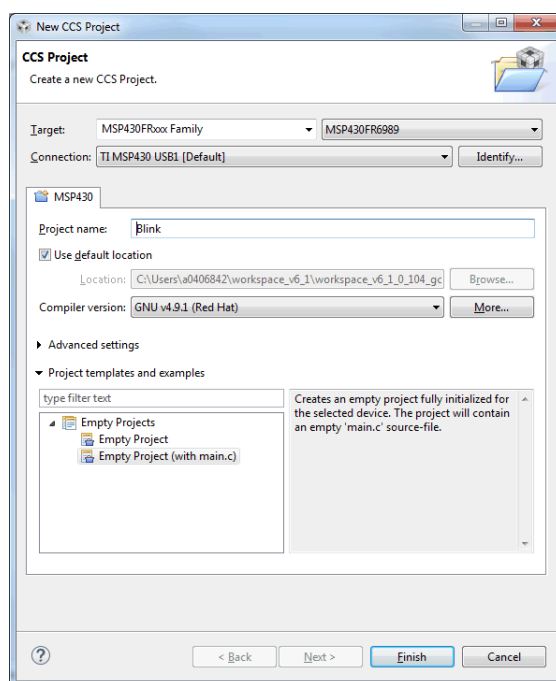 New CCS Project
CCS Project
Create a new CCS Project.
Target: MSP430FRxxx Family MSP430FR6989
Connection: TI MSP430 USB1 [Default] Identify...
MSP430
Project name: Blink
Use default location
Location: C:\Users\a0406842\workspace_v6_1\workspace_v6_1_0_104_gc Browse...
Compiler version: GNU v4.9.1 (Red Hat) More...
Advanced settings
Project templates and examples
type filter text
Empty Projects
Empty Project
Empty Project (with main.c)
Creates an empty project fully initialized for
the selected device. The project will contain
an empty 'main.c' source-file.
? < Back Next > Finish Cancel